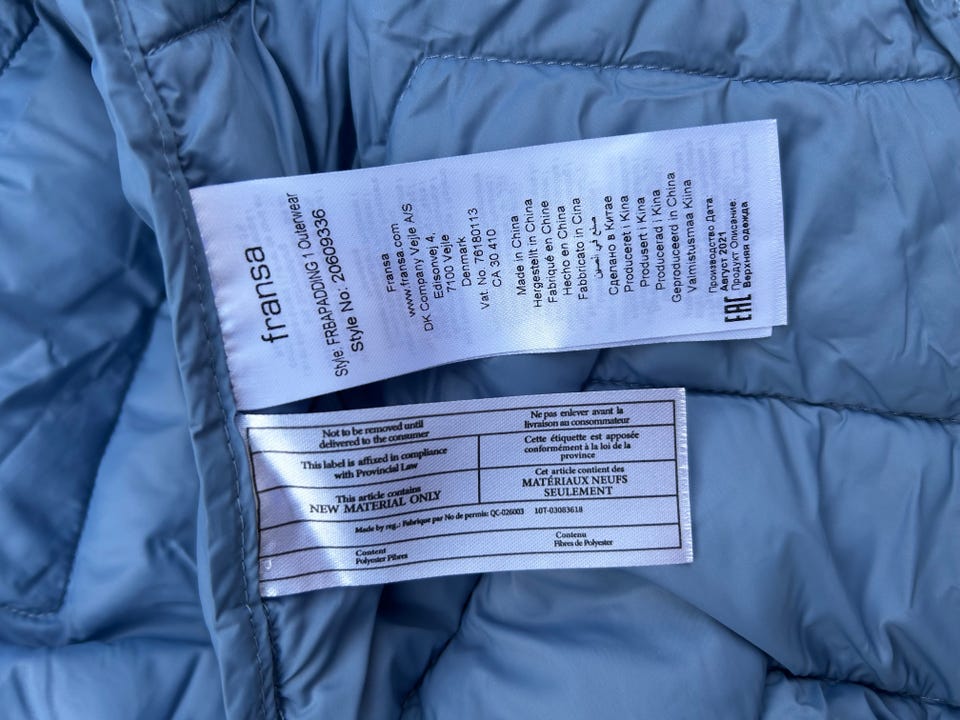 fransa
Style: FRBAPADDING 1 Outerwear
Style No: 20609336
Fransa
www.fransa.com
DK Company Vejle A/S
Edisonvej 4,
7100 Vejle
Denmark
Vat. No. 76180113
CA 30 410
Made in China
Hergestellt in China
Fabriqué en Chine
Hecho en China
Fabbricato in Cina
صنع في الصين
Сделано в Китае
Produceret i Kina
Produsert i Kina
Producerad i Kina
Geproduceerd in China
Valmistusmaa Kiina
Производство Дата:
Август 2021
Продукт Описание:
Верхняя одежда
EAC
Not to be removed until
delivered to the consumer
Ne pas enlever avant la
livraison au consommateur
This label is affixed in compliance
with Provincial Law
Cette étiquette est apposée
conformément à la loi de la
province
This article contains
NEW MATERIAL ONLY
Cet article contient des
MATÉRIAUX NEUFS
SEULEMENT
Made by reg.: Fabrique par No de permis: QC-026003 10T-03083618
Content
Polyester Fibres
Contenu
Fibres de Polyester